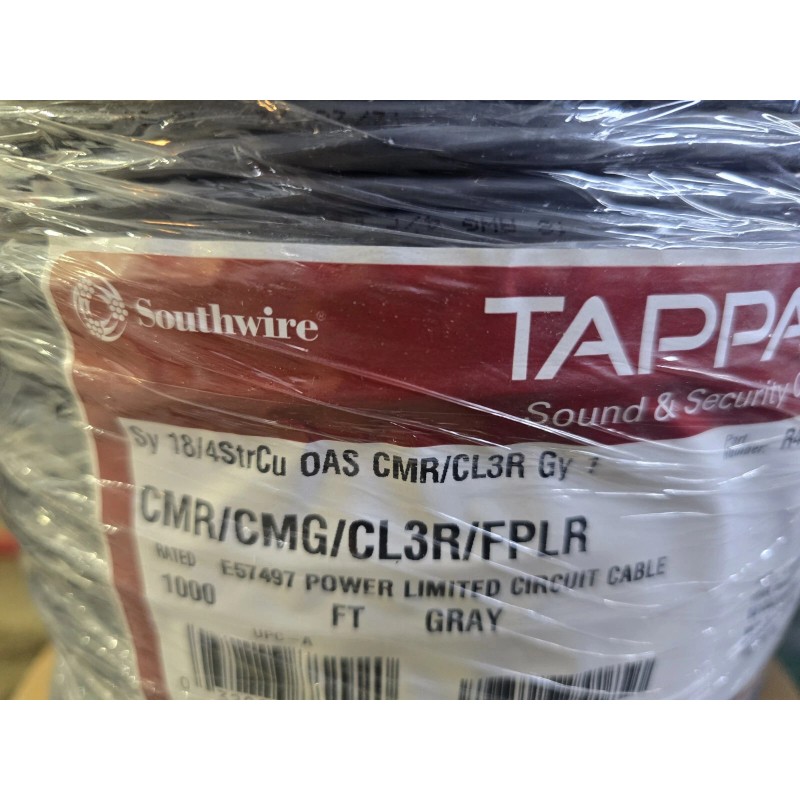 Southwire
TAPPA
Sound & Security
Sy 18/4StrCu OAS CMR/CL3R Gy
CMR/CMG/CL3R/FPLR
RATED E57497 POWER LIMITED CIRCUIT CABLE
1000 FT GRAY
UPC-A